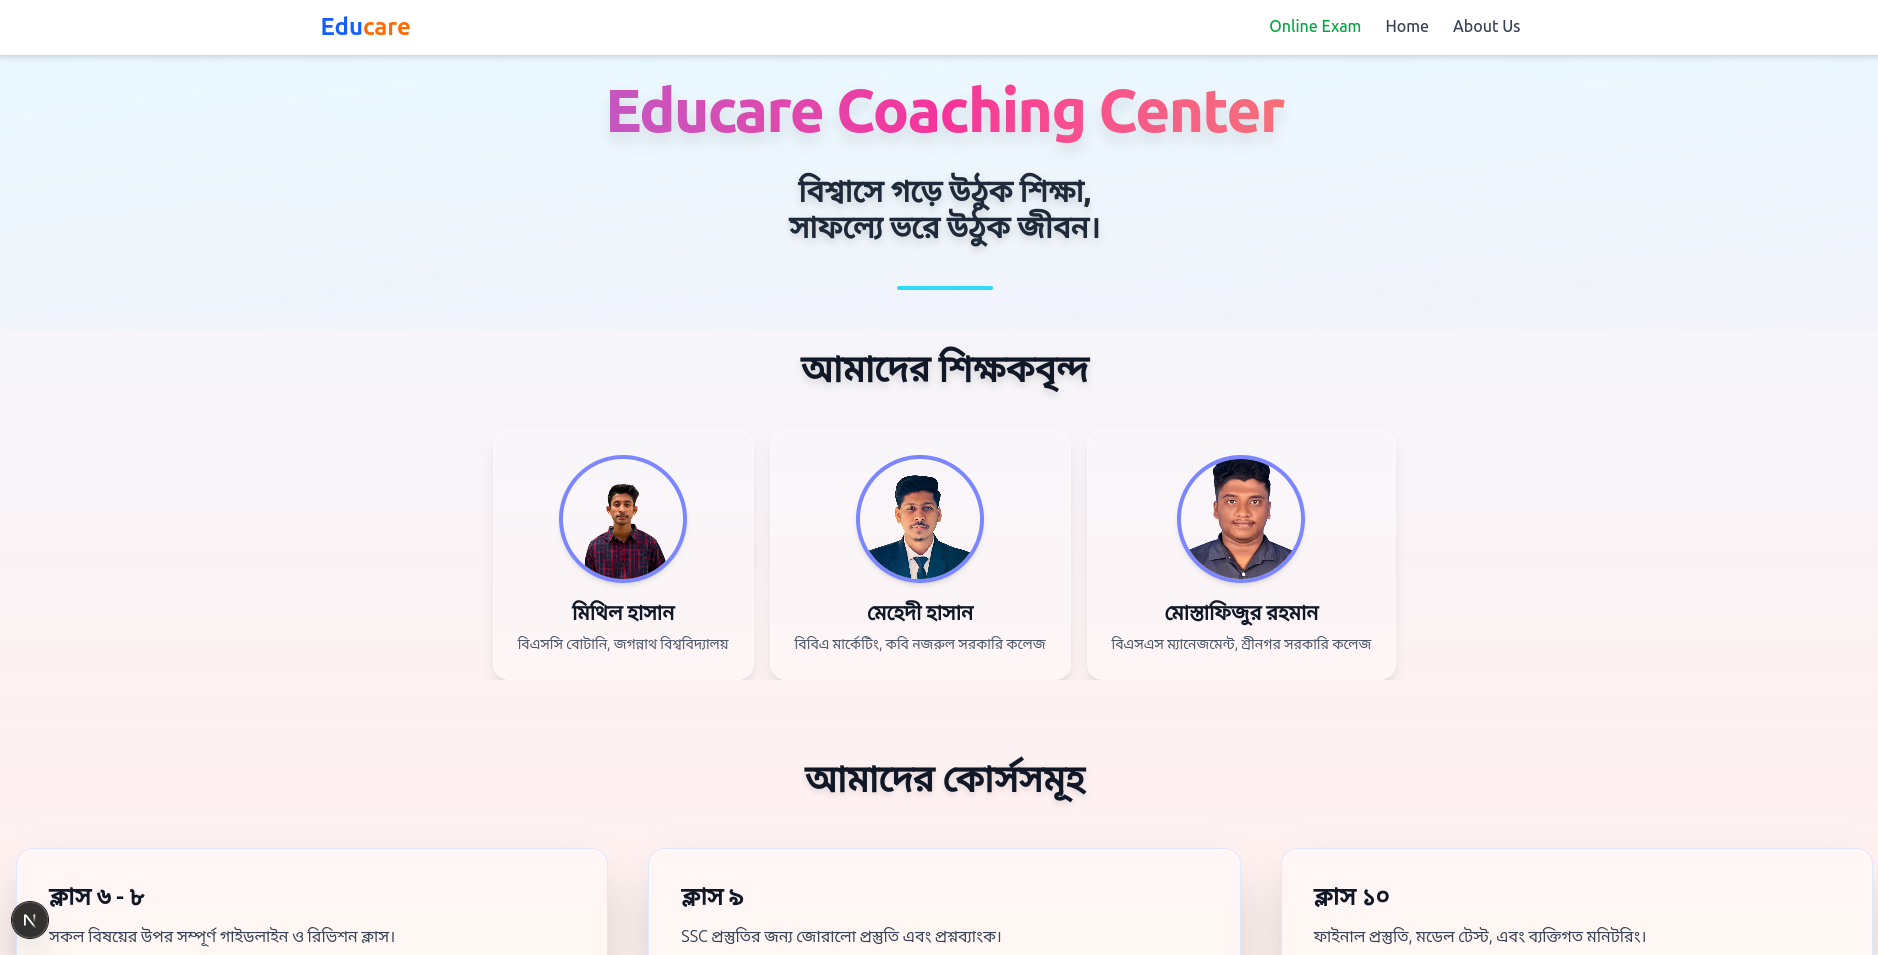 Educare
Online Exam
Home
About Us
Educare Coaching Center
বিশ্বাসে গড়ে উঠুক শিক্ষা,
সাফল্যে ভরে উঠুক জীবন।
আমাদের শিক্ষকবৃন্দ
মিথিল হাসান
বিএসসি বোটানি, জগন্নাথ বিশ্ববিদ্যালয়
মেহেদী হাসান
বিবিএ মার্কেটিং, কবি নজরুল সরকারি কলেজ
মোস্তাফিজুর রহমান
বিএসএস ম্যানেজমেন্ট, শ্রীনগর সরকারি কলেজ
আমাদের কোর্সসমূহ
ক্লাস ৬ - ৮
সকল বিষয়ের উপর সম্পূর্ণ গাইডলাইন ও রিভিশন ক্লাস।
ক্লাস ৯
SSC প্রস্তুতির জন্য জোরালো প্রস্তুতি এবং প্রশ্নব্যাংক।
ক্লাস ১০
ফাইনাল প্রস্তুতি, মডেল টেস্ট, এবং ব্যক্তিগত মনিটরিং।
N